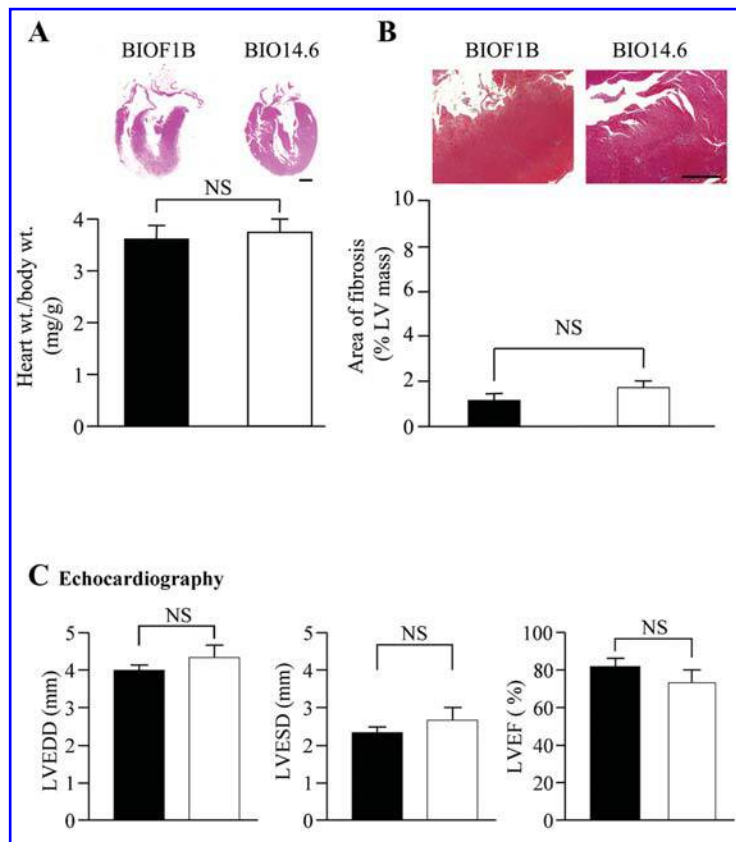 A
BIOF1B BIO14.6
NS
Heart wt./body wt.
(mg/g)
4
3
2
1
0
B
BIOF1B BIO14.6
NS
Area of fibrosis
(% LV mass)
10
8
6
4
2
0
C Echocardiography
NS
LVEDD (mm)
5
4
3
2
1
0
NS
LVESD (mm)
5
4
3
2
1
0
NS
LVEF ( %)
100
80
60
40
20
0